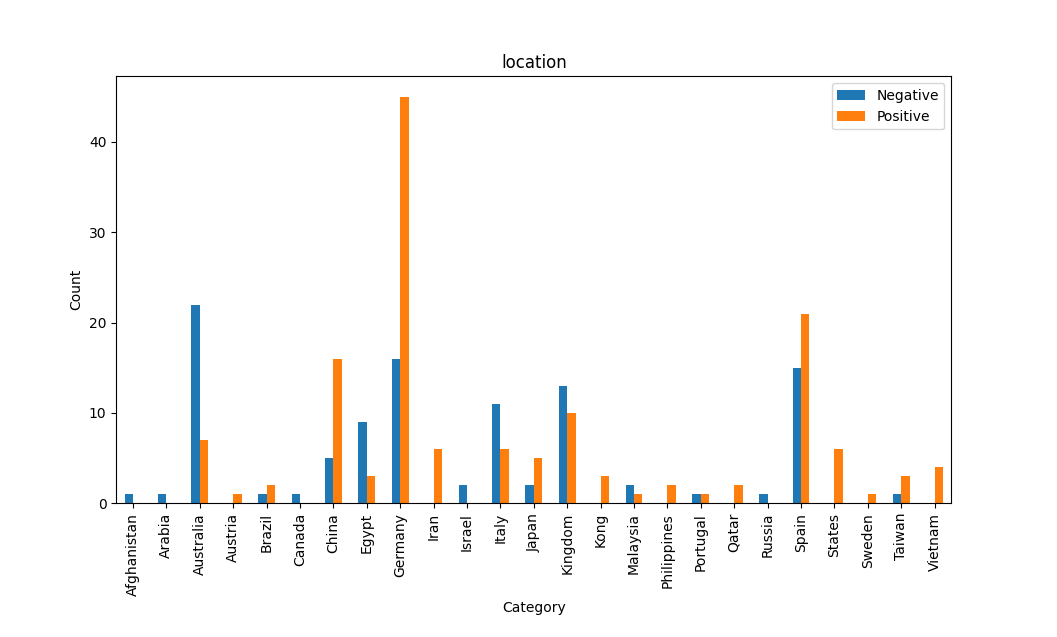 location
Negative
Positive
Count
40
30
20
10
0
Afghanistan
Arabia
Australia
Austria
Brazil
Canada
China
Egypt
Germany
Iran
Israel
Italy
Japan
Kingdom
Kong
Malaysia
Philippines
Portugal
Qatar
Russia
Spain
States
Sweden
Taiwan
Vietnam
Category